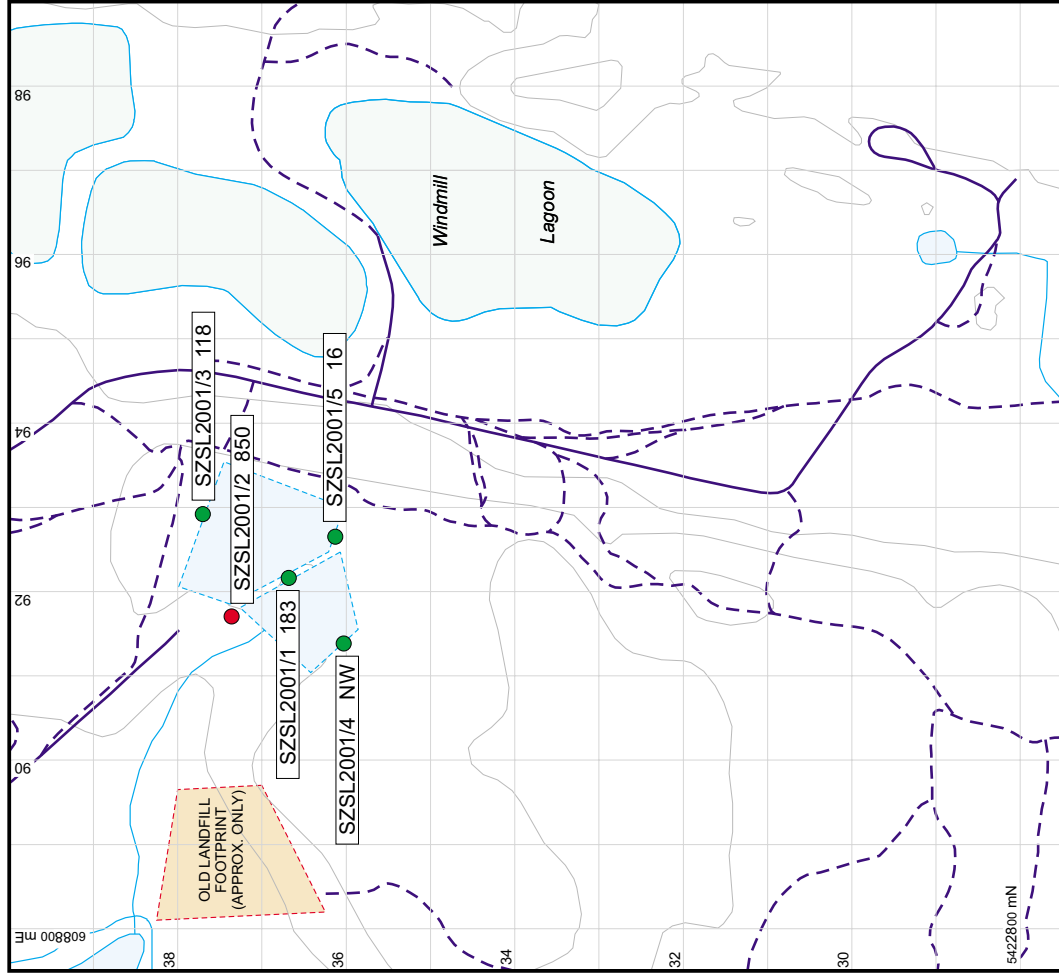 98
96
94
92
90
608800 mE
38
36
34
32
30
5422800 mN
Windmill
Lagoon
SZSL2001/3 118
SZSL2001/2 850
SZSL2001/5 16
SZSL2001/1 183
SZSL2001/4 NW
OLD LANDFILL
FOOTPRINT
(APPROX. ONLY)